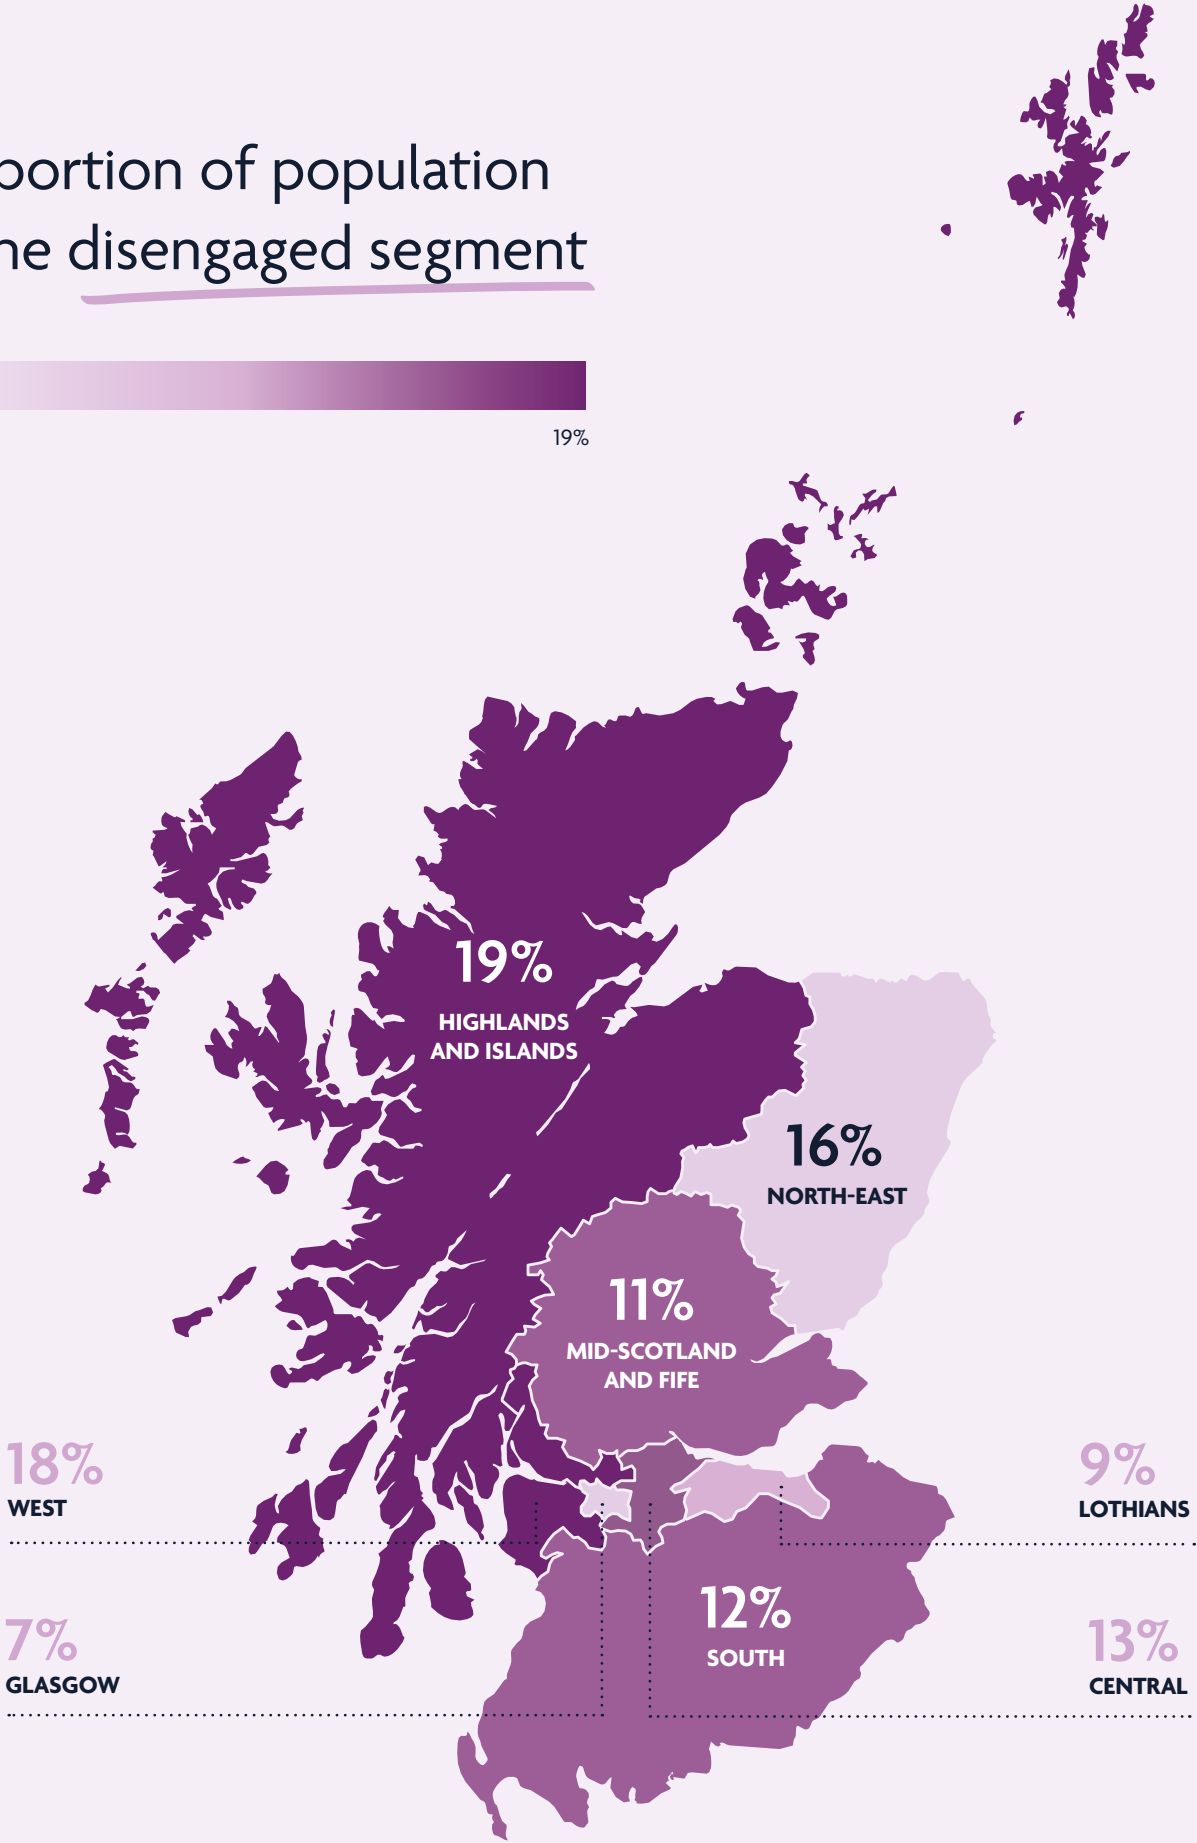 portion of population
he disengaged segment
19%
19%
HIGHLANDS
AND ISLANDS
16%
NORTH-EAST
11%
MID-SCOTLAND
AND FIFE
18%
WEST
9%
LOTHIANS
12%
SOUTH
7%
GLASGOW
13%
CENTRAL